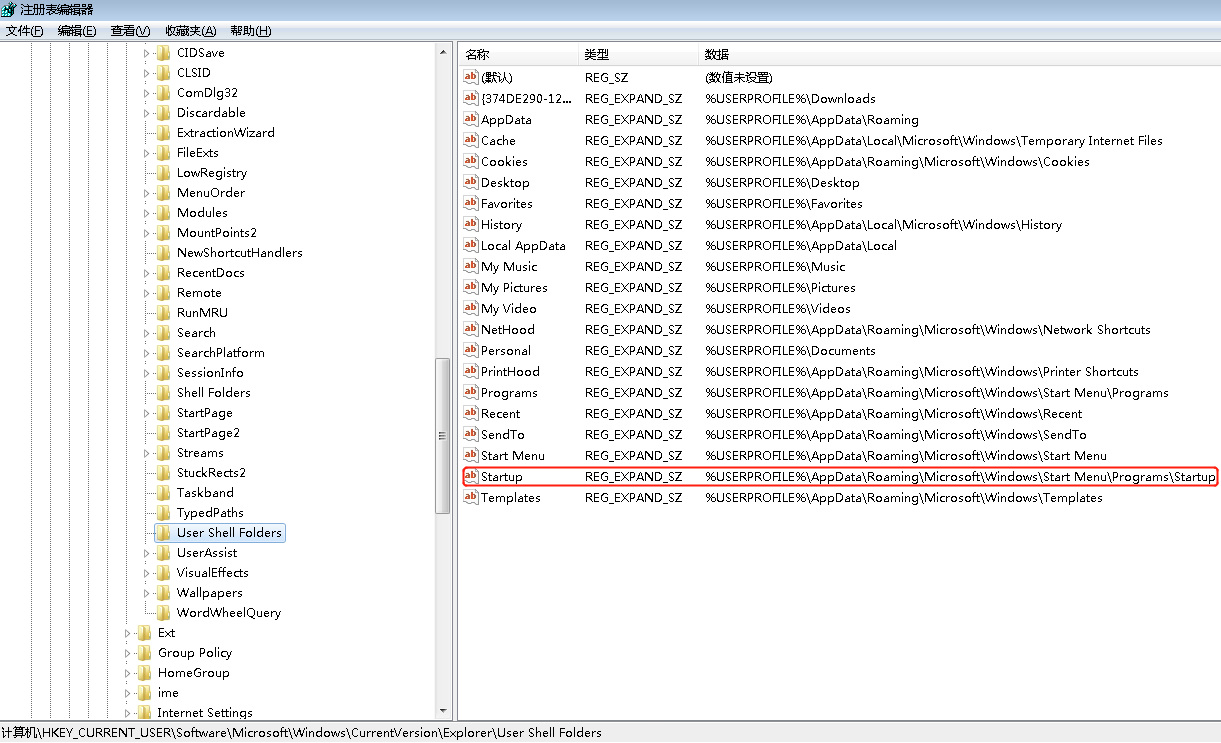 注册表编辑器
文件(F) 编辑(E) 查看(V) 收藏夹(A) 帮助(H)
CIDSave
CLSID
ComDlg32
Discardable
ExtractionWizard
FileExts
LowRegistry
MenuOrder
Modules
MountPoints2
NewShortcutHandlers
RecentDocs
Remote
RunMRU
Search
SearchPlatform
SessionInfo
Shell Folders
StartPage
StartPage2
Streams
StuckRects2
Taskband
TypedPaths
User Shell Folders
UserAssist
VisualEffects
Wallpapers
WordWheelQuery
Ext
Group Policy
HomeGroup
ime
Internet Settings
名称 类型 数据
(默认) REG_SZ (数值未设置)
{374DE290-12... REG_EXPAND_SZ %USERPROFILE%\Downloads
AppData REG_EXPAND_SZ %USERPROFILE%\AppData\Roaming
Cache REG_EXPAND_SZ %USERPROFILE%\AppData\Local\Microsoft\Windows\Temporary Internet Files
Cookies REG_EXPAND_SZ %USERPROFILE%\AppData\Roaming\Microsoft\Windows\Cookies
Desktop REG_EXPAND_SZ %USERPROFILE%\Desktop
Favorites REG_EXPAND_SZ %USERPROFILE%\Favorites
History REG_EXPAND_SZ %USERPROFILE%\AppData\Local\Microsoft\Windows\History
Local AppData REG_EXPAND_SZ %USERPROFILE%\AppData\Local
My Music REG_EXPAND_SZ %USERPROFILE%\Music
My Pictures REG_EXPAND_SZ %USERPROFILE%\Pictures
My Video REG_EXPAND_SZ %USERPROFILE%\Videos
NetHood REG_EXPAND_SZ %USERPROFILE%\AppData\Roaming\Microsoft\Windows\Network Shortcuts
Personal REG_EXPAND_SZ %USERPROFILE%\Documents
PrintHood REG_EXPAND_SZ %USERPROFILE%\AppData\Roaming\Microsoft\Windows\Printer Shortcuts
Programs REG_EXPAND_SZ %USERPROFILE%\AppData\Roaming\Microsoft\Windows\Start Menu\Programs
Recent REG_EXPAND_SZ %USERPROFILE%\AppData\Roaming\Microsoft\Windows\Recent
SendTo REG_EXPAND_SZ %USERPROFILE%\AppData\Roaming\Microsoft\Windows\SendTo
Start Menu REG_EXPAND_SZ %USERPROFILE%\AppData\Roaming\Microsoft\Windows\Start Menu
Startup REG_EXPAND_SZ %USERPROFILE%\AppData\Roaming\Microsoft\Windows\Start Menu\Programs\Startup
Templates REG_EXPAND_SZ %USERPROFILE%\AppData\Roaming\Microsoft\Windows\Templates
计算机\HKEY_CURRENT_USER\Software\Microsoft\Windows\CurrentVersion\Explorer\User Shell Folders